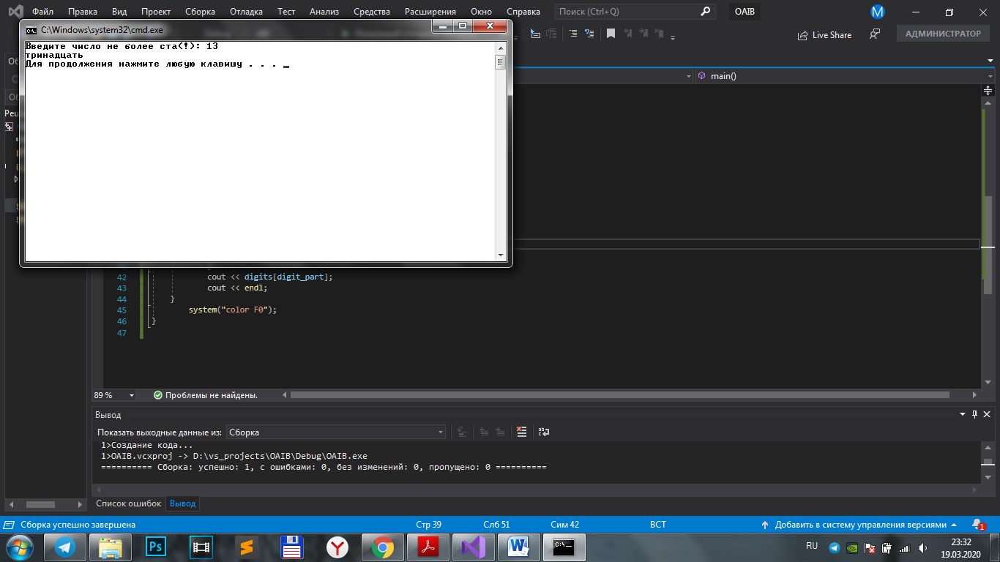 Файл Правка Вид Проект Сборка Отладка Тест Анализ Средства Расширения Окно Справка Поиск (Ctrl+Q) OAIB М
C:\Windows\system32\cmd.exe
Live Share АДМИНИСТРАТОР
Введите число не более ста(!): 13
тринадцать
Для продолжения нажмите любую клавишу . . .
main()
42 cout << digits[digit_part];
43 cout << endl;
44 }
45 system("color F0");
46 }
47
89 % Проблемы не найдены.
Вывод
Показать выходные данные из: Сборка
1>Создание кода...
1>OAIB.vcxproj -> D:\vs_projects\OAIB\Debug\OAIB.exe
========== Сборка: успешно: 1, с ошибками: 0, без изменений: 0, пропущено: 0 ==========
Список ошибок Вывод
Сборка успешно завершена Стр 39 Слб 51 Сим 42 ВСТ Добавить в систему управления версиями 1
RU 23:32
19.03.2020